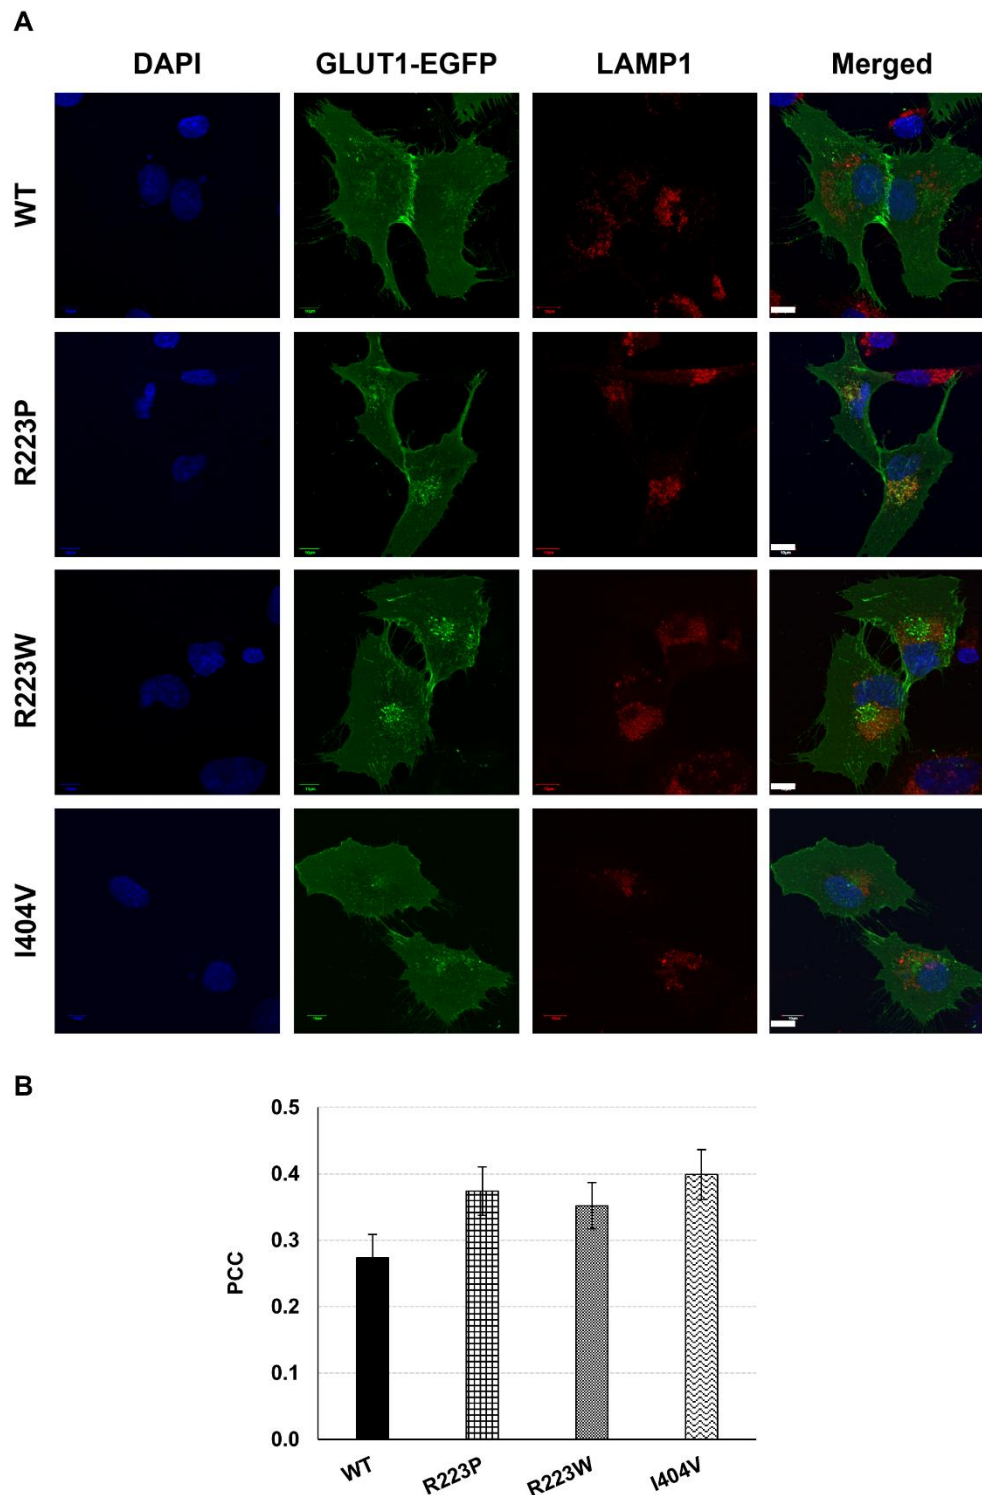 A
DAPI GLUT1-EGFP LAMP1 Merged
WT
R223P
R223W
I404V
B
0.5
0.4
0.3
0.2
0.1
0.0
PCC
WT R223P R223W I404V